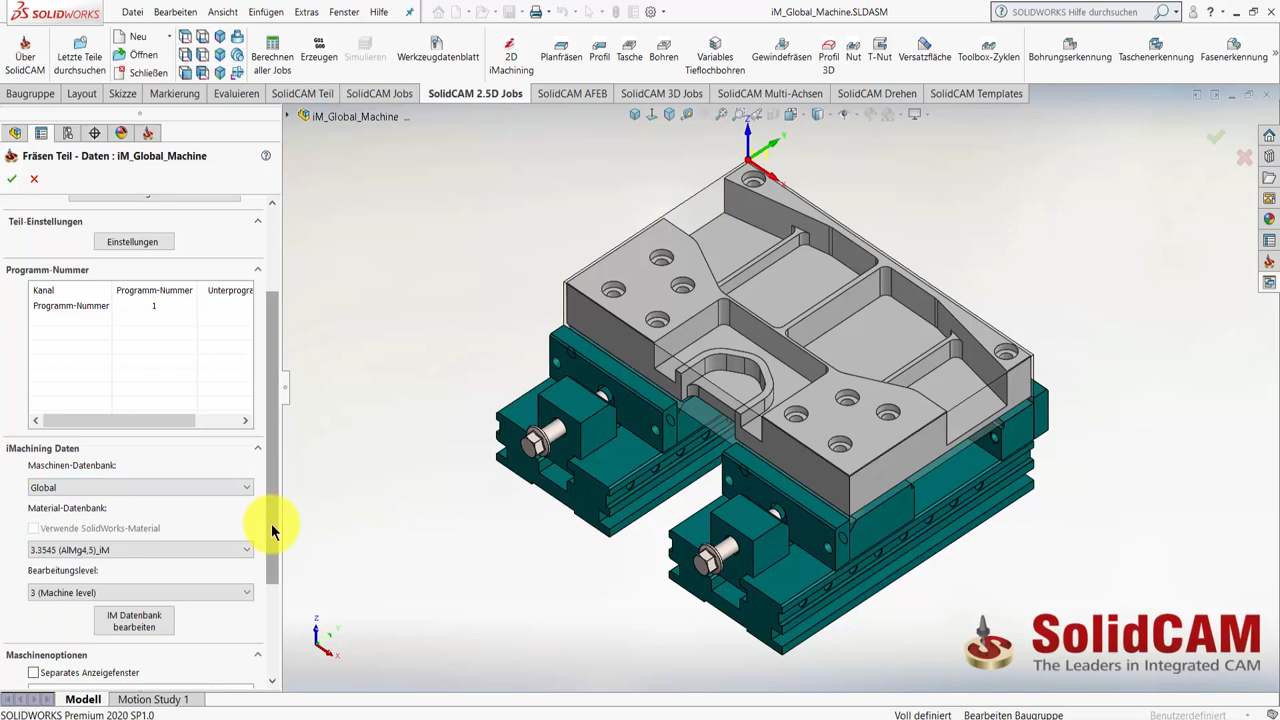 SOLIDWORKS
Datei Bearbeiten Ansicht Einfügen Extras Fenster Hilfe
iM_Global_Machine.SLDASM
SOLIDWORKS Hilfe durchsuchen
Über SolidCAM
Letzte Teile durchsuchen
Neu
Öffnen
Schließen
Berechnen aller Jobs
G01
G00
Erzeugen
Simulieren
Werkzeugdatenblatt
2D iMachining
Planfräsen
Profil
Tasche
Bohren
Variables Tieflochbohren
Gewindefräsen
Profil 3D
Nut
T-Nut
Versatzfläche
Toolbox-Zyklen
Bohrungserkennung
Taschenerkennung
Fasenerkennung
Baugruppe Layout Skizze Markierung Evaluieren SolidCAM Teil SolidCAM Jobs SolidCAM 2.5D Jobs SolidCAM AFEB SolidCAM 3D Jobs SolidCAM Multi-Achsen SolidCAM Drehen SolidCAM Templates
iM_Global_Machine ...
Fräsen Teil - Daten : iM_Global_Machine
Teil-Einstellungen
Einstellungen
Programm-Nummer
Kanal Programm-Nummer Unterprogra
Programm-Nummer 1
iMachining Daten
Maschinen-Datenbank:
Global
Material-Datenbank:
Verwende SolidWorks-Material
3.3545 (AlMg4,5)_iM
Bearbeitungslevel:
3 (Machine level)
IM Datenbank
bearbeiten
Maschinenoptionen
Separates Anzeigefenster
Z
Y
X
Z
Y
X
SolidCAM
The Leaders in Integrated CAM
Modell Motion Study 1
SOLIDWORKS Premium 2020 SP1.0
Voll definiert Bearbeiten Baugruppe Benutzerdefiniert